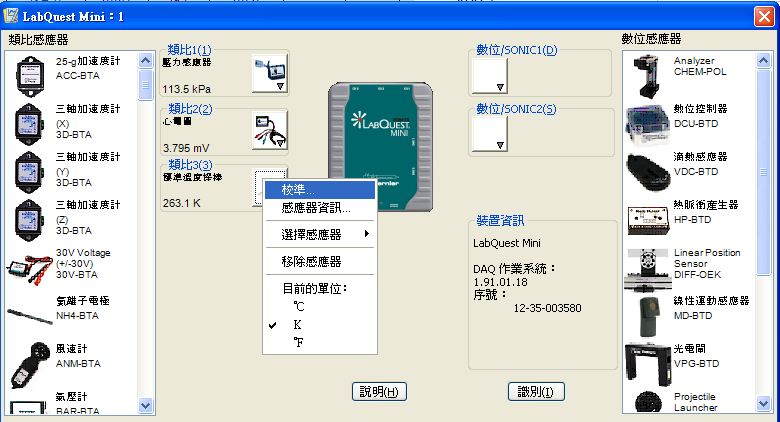 LabQuest Mini：1
類比感應器
25-g加速度計
ACC-BTA
三軸加速度計
(X)
3D-BTA
三軸加速度計
(Y)
3D-BTA
三軸加速度計
(Z)
3D-BTA
30V Voltage
(+/-30V)
30V-BTA
氨離子電極
NH4-BTA
風速計
ANM-BTA
氣壓計
BAR-BTA
類比1(1)
壓力感應器
113.5 kPa
類比2(2)
心電圖
3.795 mV
類比3(3)
標準溫度探棒
263.1 K
校準...
感應器資訊...
選擇感應器
移除感應器
目前的單位：
℃
K
℉
LABQUEST
MINI
說明(H)
數位/SONIC1(D)
數位/SONIC2(S)
裝置資訊
LabQuest Mini
DAQ 作業系統：
1.91.01.18
序號：
12-35-003580
識別(I)
數位感應器
Analyzer
CHEM-POL
數位控制器
DCU-BTD
滴動感應器
VDC-BTD
熱脈衝產生器
HP-BTD
Linear Position
Sensor
DIFF-OEK
線性運動感應器
MD-BTD
光電閘
VPG-BTD
Projectile
Launcher